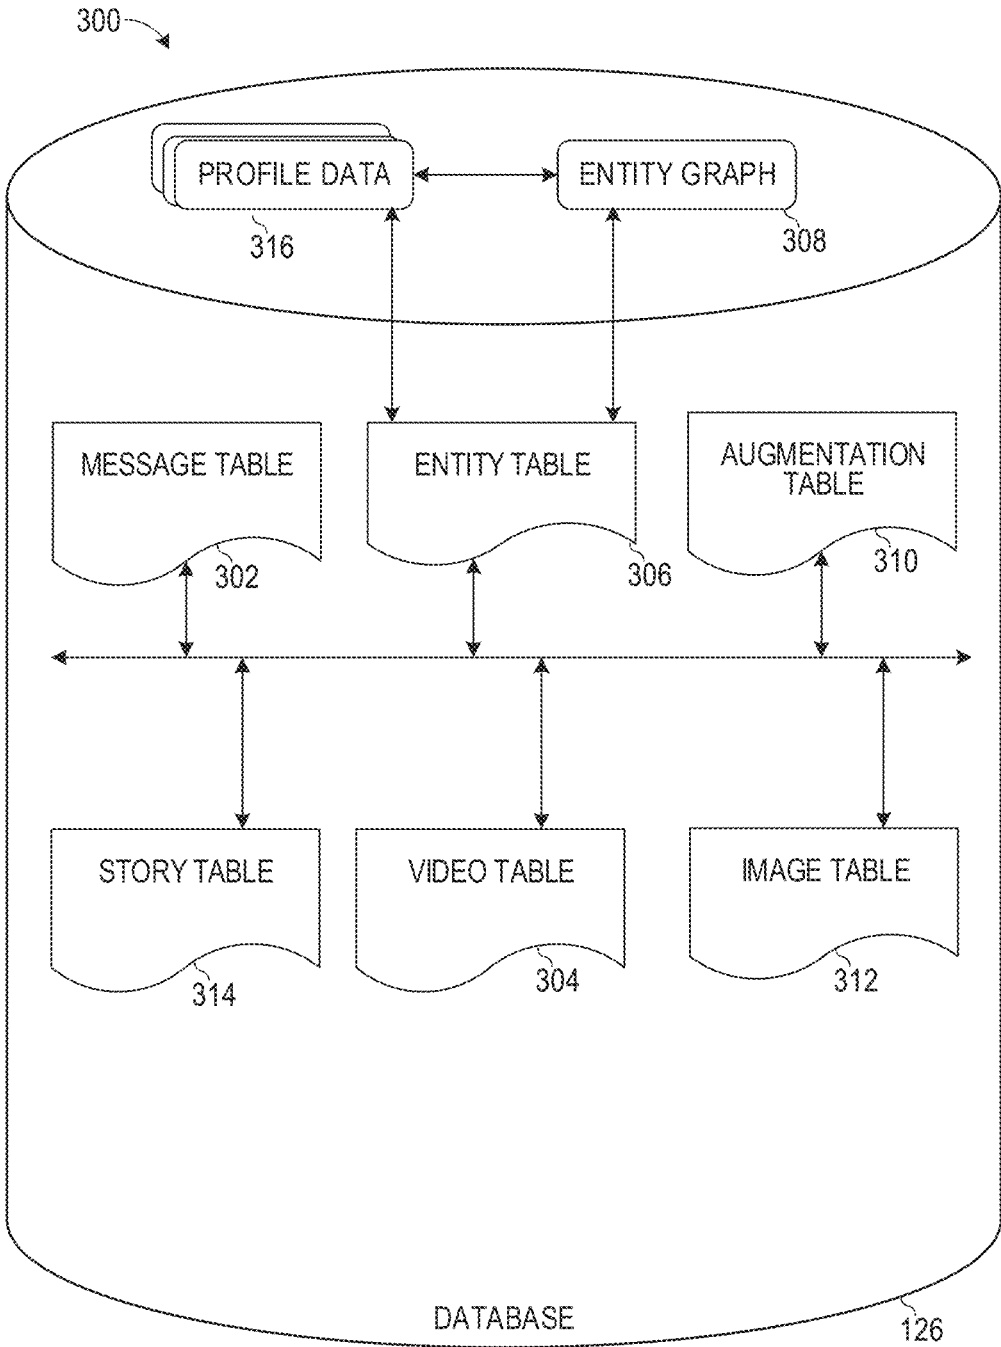 300
PROFILE DATA
ENTITY GRAPH
316
308
MESSAGE TABLE
ENTITY TABLE
AUGMENTATION
TABLE
302
306
310
STORY TABLE
VIDEO TABLE
IMAGE TABLE
314
304
312
DATABASE
126